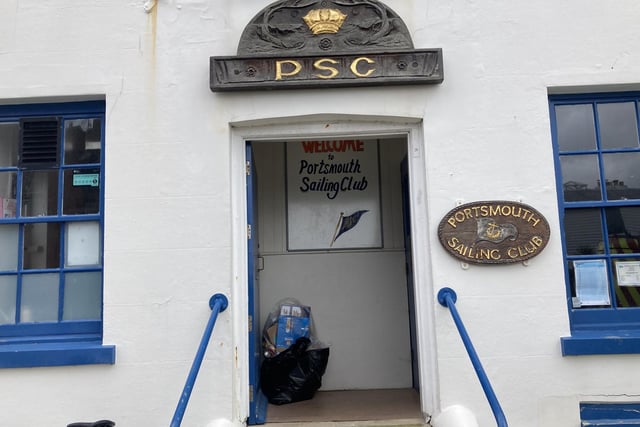 PSC
WELCOME
to
Portsmouth
Sailing Club
PORTSMOUTH
SAILING CLUB